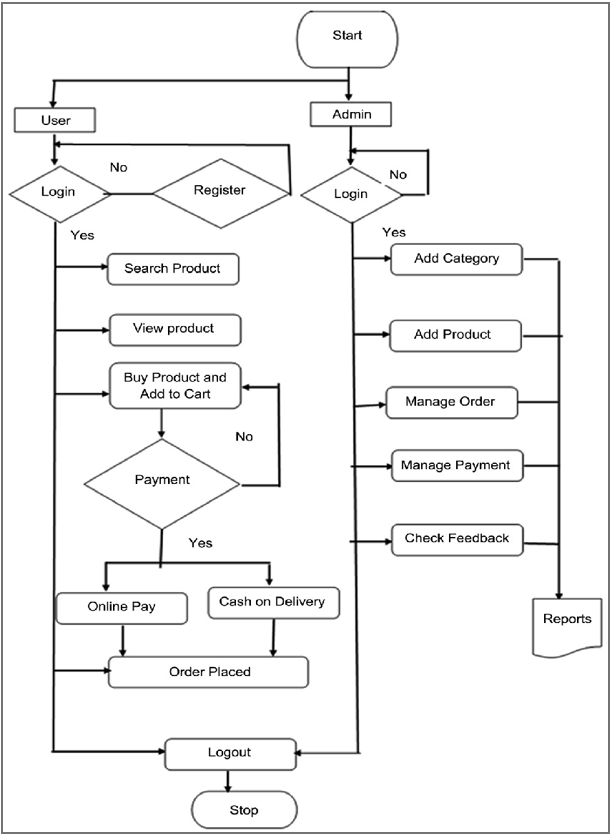 Start
User
Admin
No
No
Login
Register
Login
Yes
Yes
Search Product
Add Category
View product
Add Product
Buy Product and
Add to Cart
Manage Order
No
Payment
Manage Payment
Yes
Check Feedback
Online Pay
Cash on Delivery
Reports
Order Placed
Logout
Stop